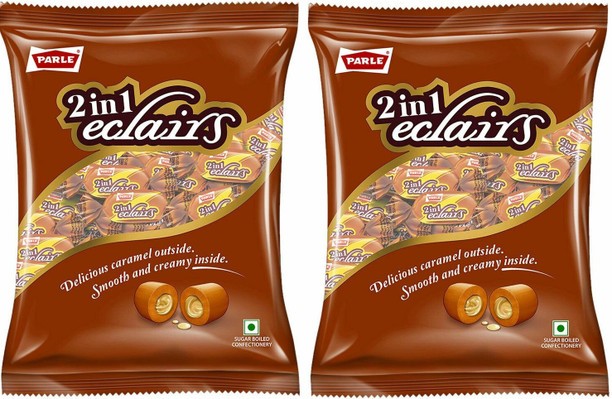 PARLE
2in1
eclairs
Delicious caramel outside.
Smooth and creamy inside.
SUGAR BOILED
CONFECTIONERY
PARLE
2in1
eclairs
Delicious caramel outside.
Smooth and creamy inside.
SUGAR BOILED
CONFECTIONERY